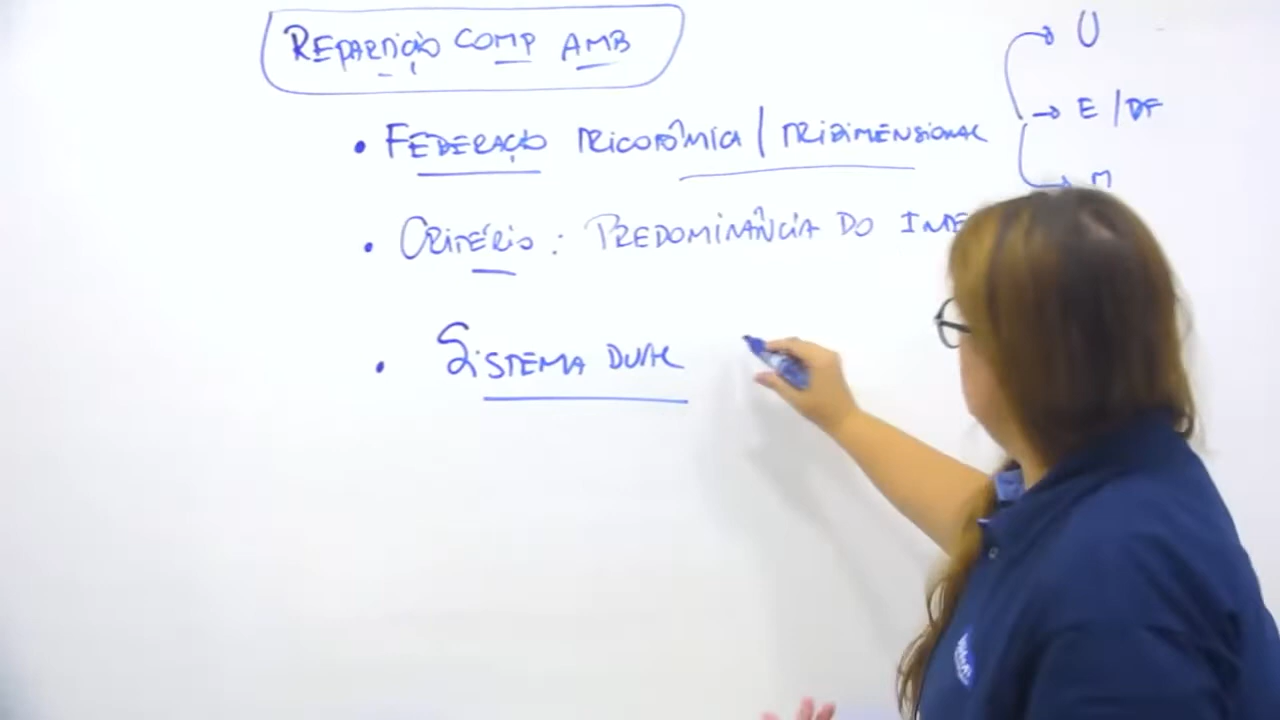 REPARTIÇÃO COMP AMB
U
• FEDERAÇÃO TRICOTÔMICA / TRIDIMENSIONAL
→ E / DF
M
• CRITÉRIO: PREDOMINÂNCIA DO INTE
• SISTEMA DUAL